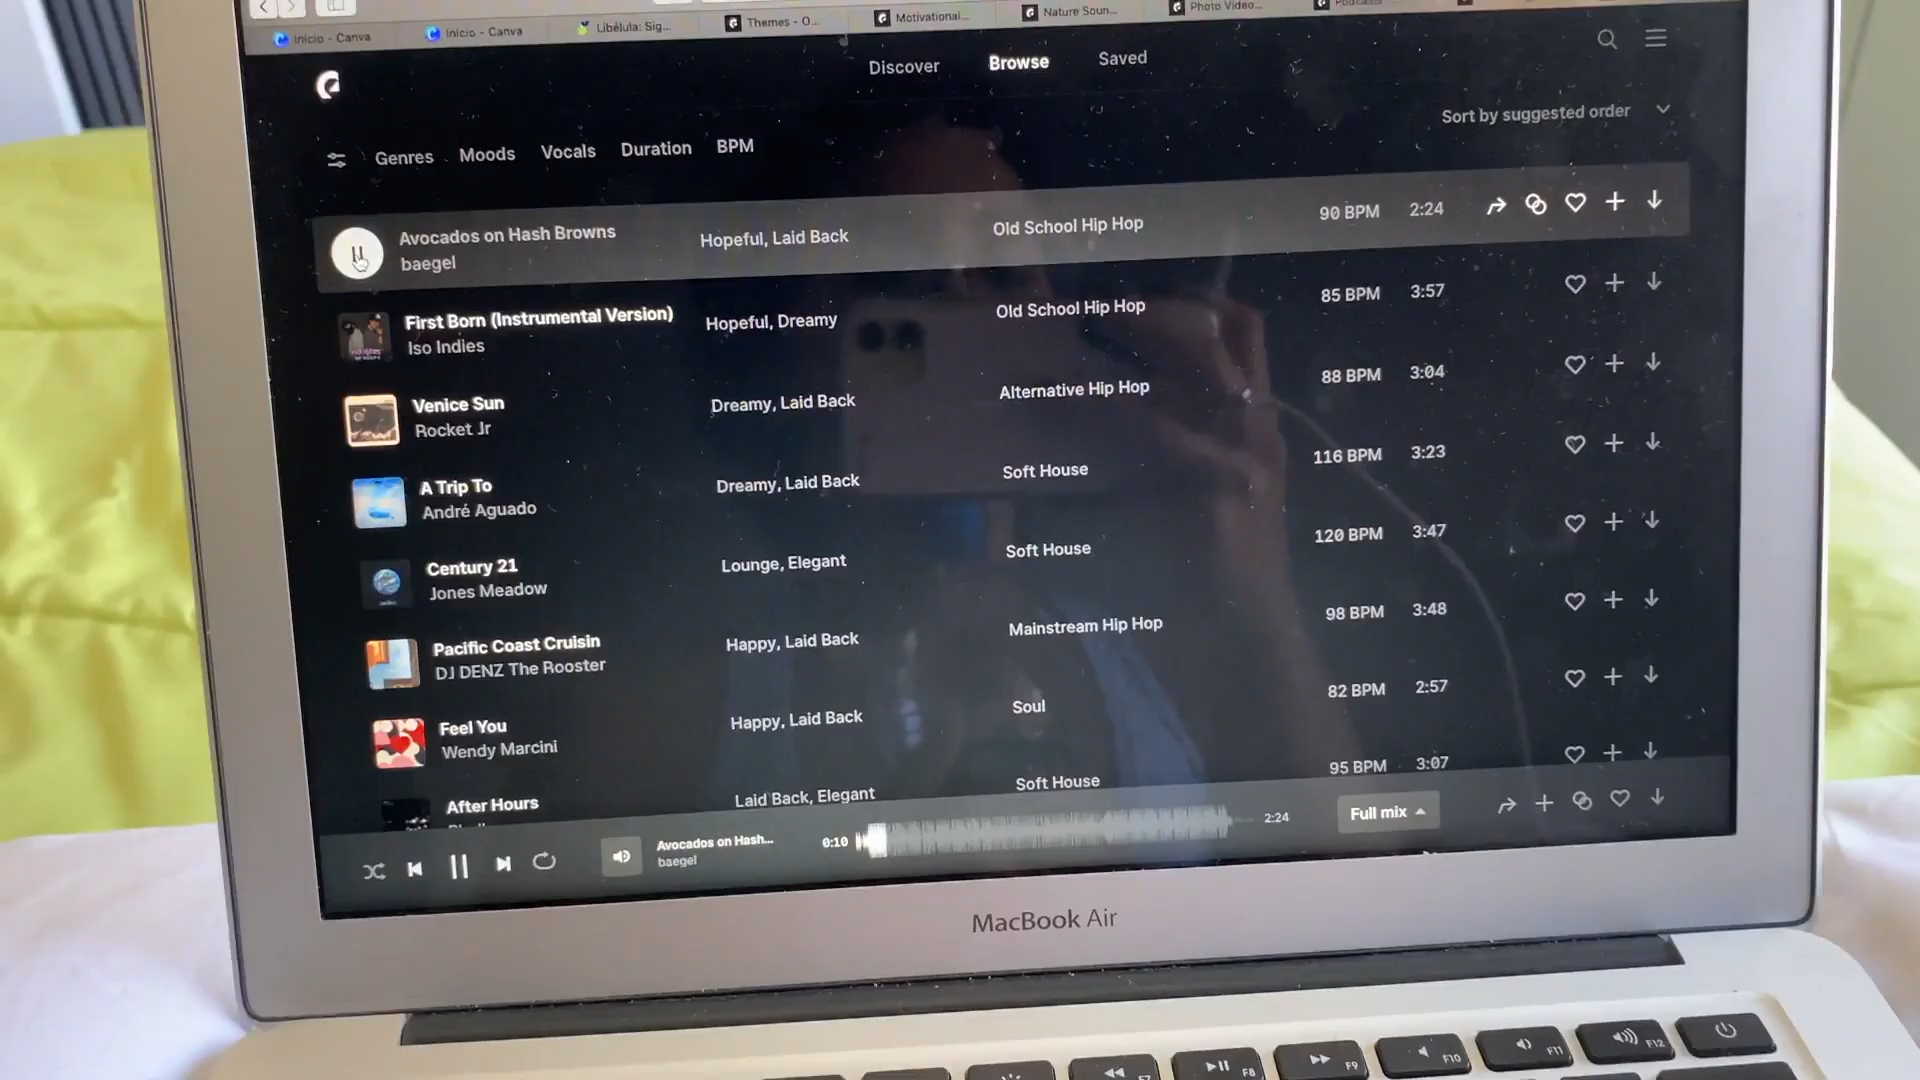 Início - Canva
Início - Canva
Libélula: Sig...
Themes - O...
Motivational...
Nature Soun...
Photo Video...
Discover
Browse
Saved
Sort by suggested order
Genres
Moods
Vocals
Duration
BPM
Avocados on Hash Browns
baegel
Hopeful, Laid Back
Old School Hip Hop
90 BPM
2:24
First Born (Instrumental Version)
Iso Indies
Hopeful, Dreamy
Old School Hip Hop
85 BPM
3:57
Venice Sun
Rocket Jr
Dreamy, Laid Back
Alternative Hip Hop
88 BPM
3:04
A Trip To
André Aguado
Dreamy, Laid Back
Soft House
116 BPM
3:23
Century 21
Jones Meadow
Lounge, Elegant
Soft House
120 BPM
3:47
Pacific Coast Cruisin
DJ DENZ The Rooster
Happy, Laid Back
Mainstream Hip Hop
98 BPM
3:48
Feel You
Wendy Marcini
Happy, Laid Back
Soul
82 BPM
2:57
After Hours
Laid Back, Elegant
Soft House
95 BPM
3:07
Avocados on Hash...
baegel
0:10
2:24
Full mix
MacBook Air
F7
F8
F9
F10
F11
F12